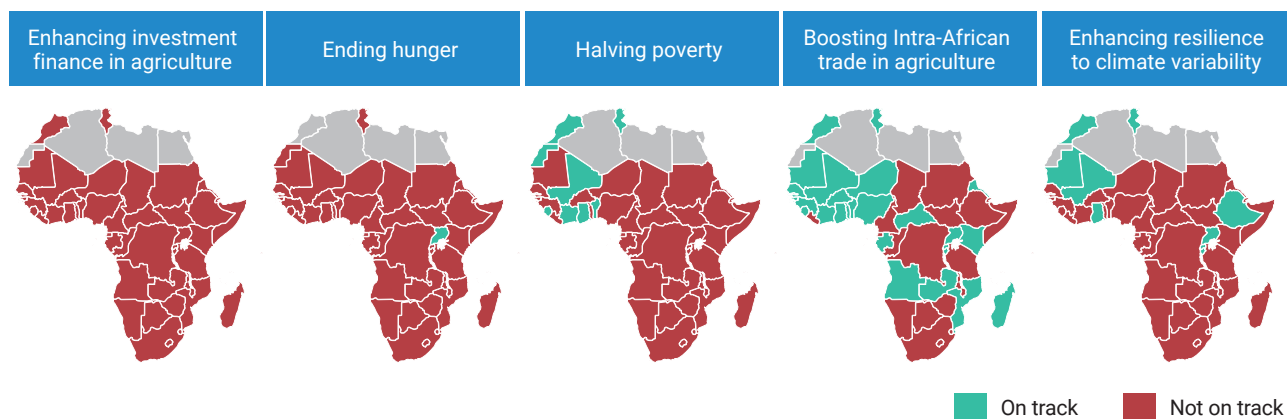 Enhancing investment
finance in agriculture
Ending hunger
Halving poverty
Boosting Intra-African
trade in agriculture
Enhancing resilience
to climate variability
On track
Not on track